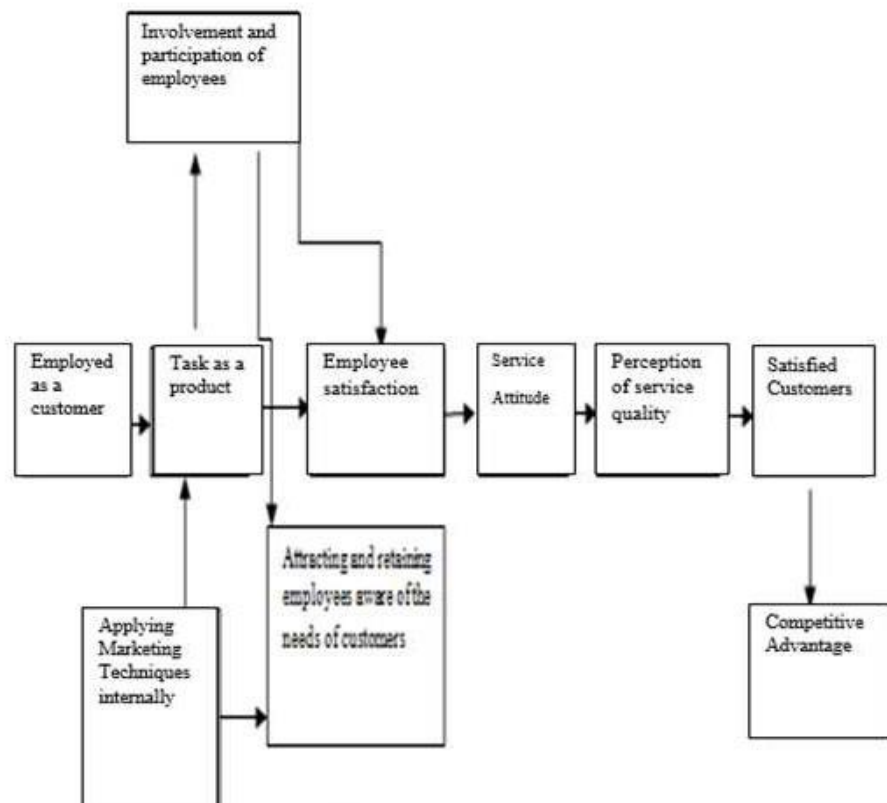 Involvement and
participation of
employees
Employed
as a
customer
Task as a
product
Employee
satisfaction
Service
Attitude
Perception
of service
quality
Satisfied
Customers
Attracting and retaining
employees aware of the
needs of customers
Applying
Marketing
Techniques
internally
Competitive
Advantage